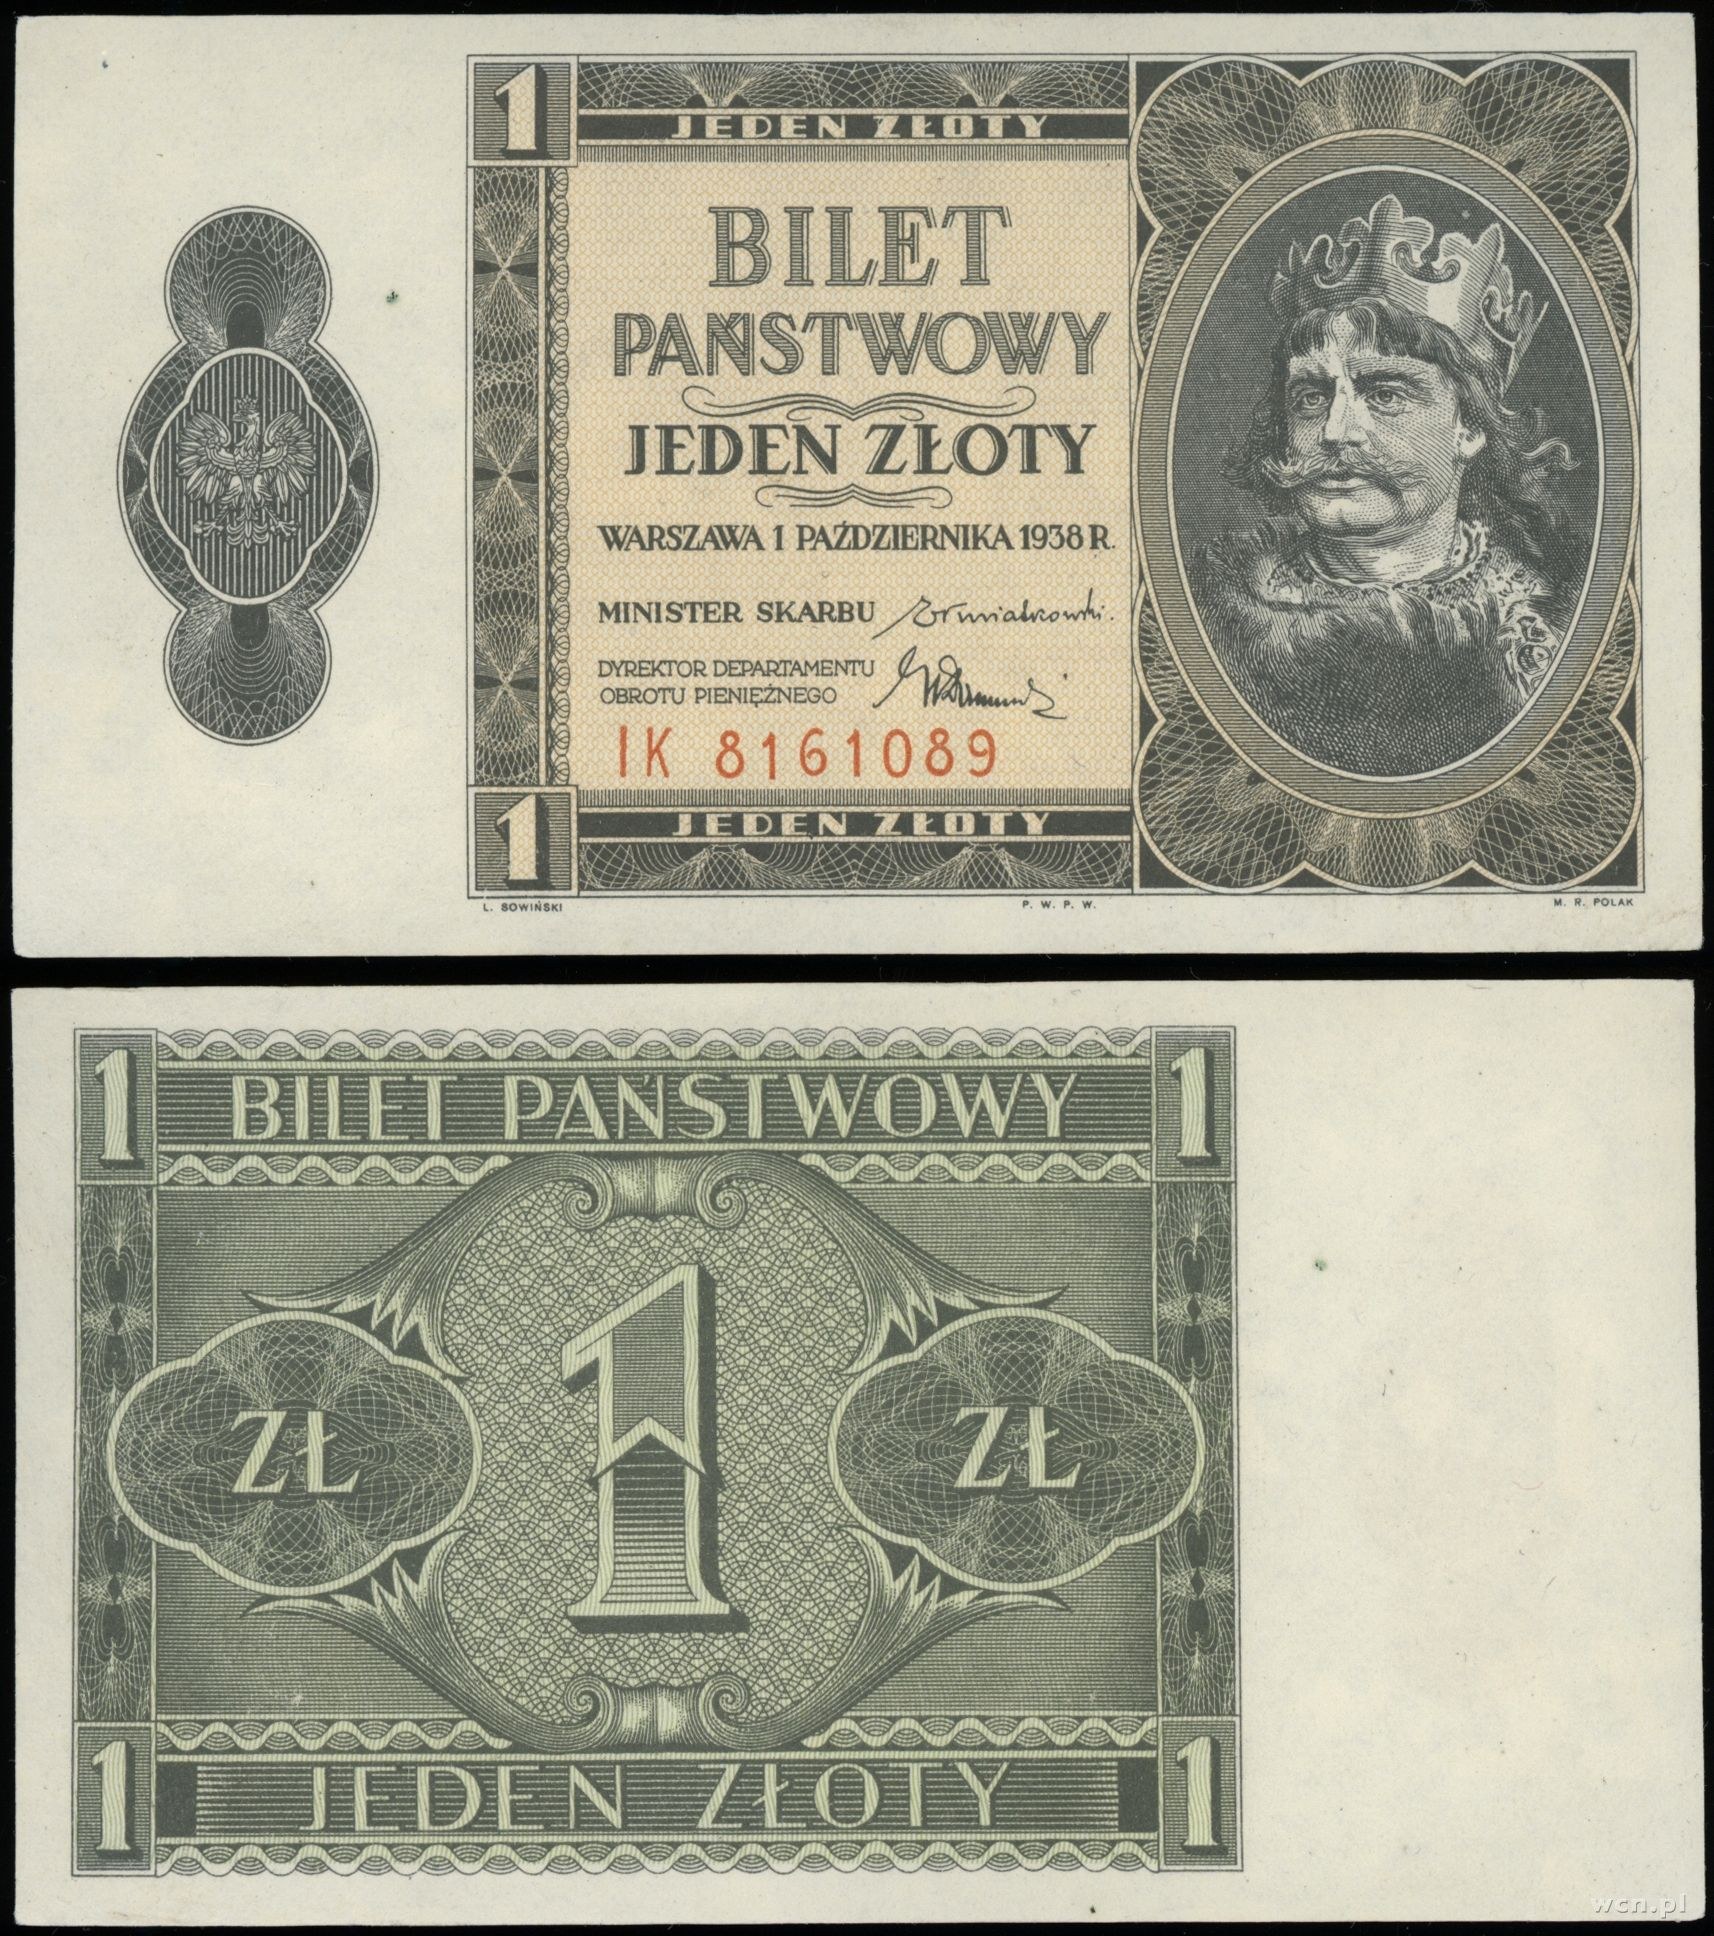 1
JEDEN ZŁOTY
BILET
PAŃSTWOWY
JEDEN ZŁOTY
WARSZAWA 1 PAŹDZIERNIKA 1938 R.
MINISTER SKARBU
DYREKTOR DEPARTAMENTU
OBROTU PIENIĘŻNEGO
IK 8161089
1
JEDEN ZŁOTY
L. SOWIŃSKI P. W. P. W. M. R. POLAK
1 BILET PAŃSTWOWY 1
ZŁ 1 ZŁ
1 JEDEN ZŁOTY 1
wcn.pl